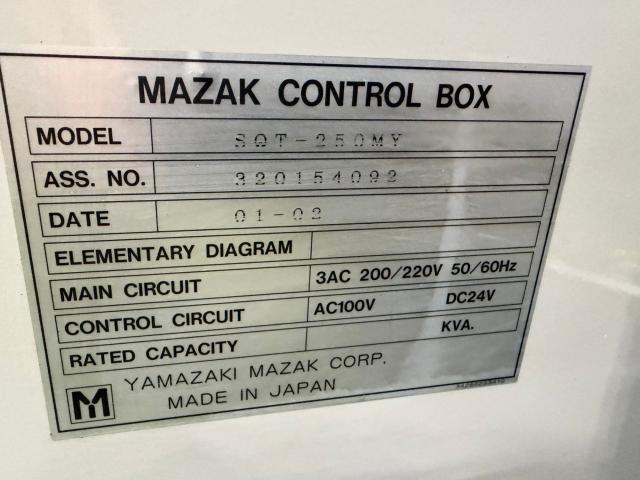 MAZAK CONTROL BOX
MODEL SQT-250MY
ASS. NO. 320154092
DATE 01-02
ELEMENTARY DIAGRAM
MAIN CIRCUIT 3AC 200/220V 50/60Hz
CONTROL CIRCUIT AC100V DC24V
RATED CAPACITY KVA.
YAMAZAKI MAZAK CORP.
MADE IN JAPAN